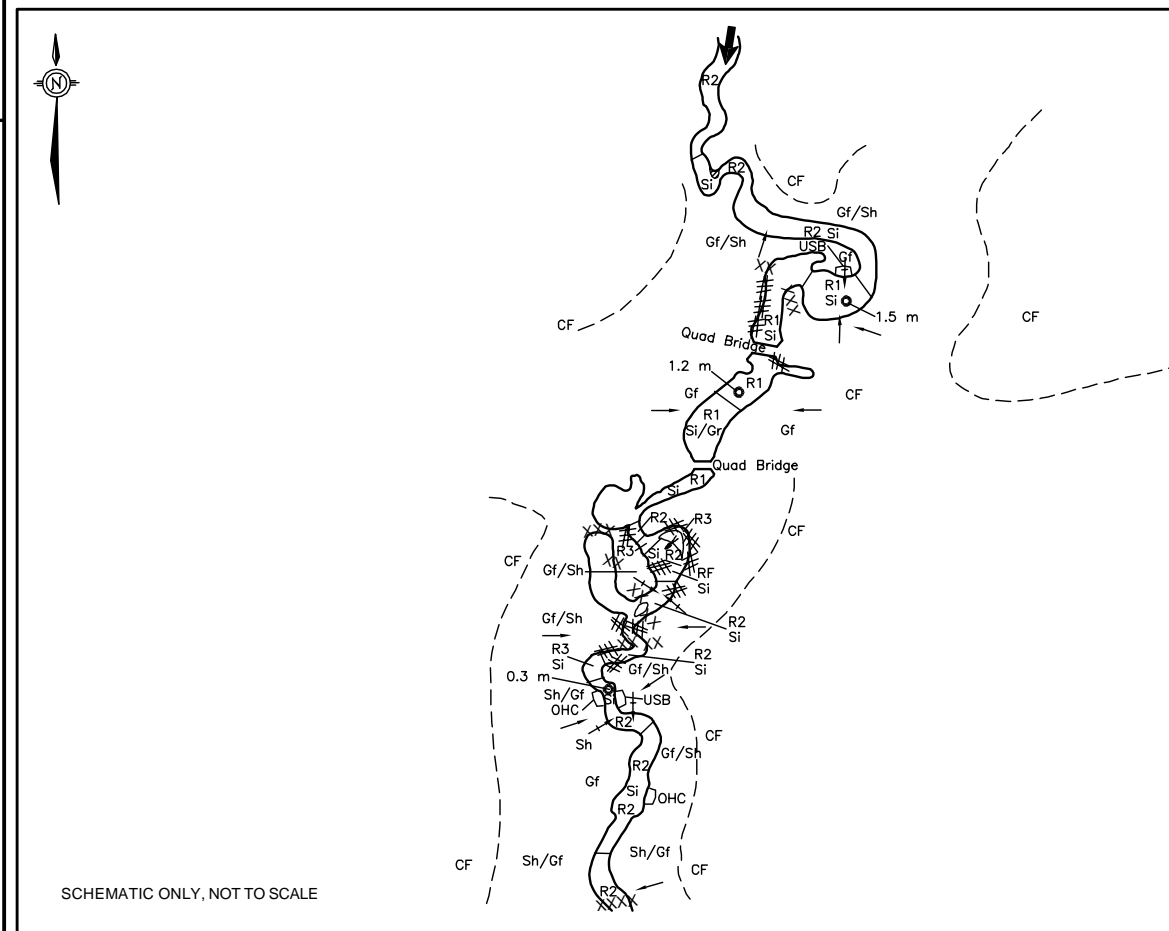 N
R2
R2
Si
CF
Gf/Sh
Gf/Sh
R2 Si
USB
Gf
R1
Si
1.5 m
CF
CF
R1
Si
Quad Bridge
1.2 m
R1
Gf
CF
R1
Si/Gr
Gf
Quad Bridge
R1
Si
R2
R3
CF
R3
Si
R2
CF
Gf/Sh
RF
Si
Gf/Sh
R2
Si
R3
Si
R2
Si
Gf/Sh
0.3 m
Sh/Gf
Si
USB
OHC
R2
Sh
CF
Gf/Sh
R2
Gf
Si
OHC
R2
CF
Sh/Gf
Sh/Gf
CF
R2
SCHEMATIC ONLY, NOT TO SCALE